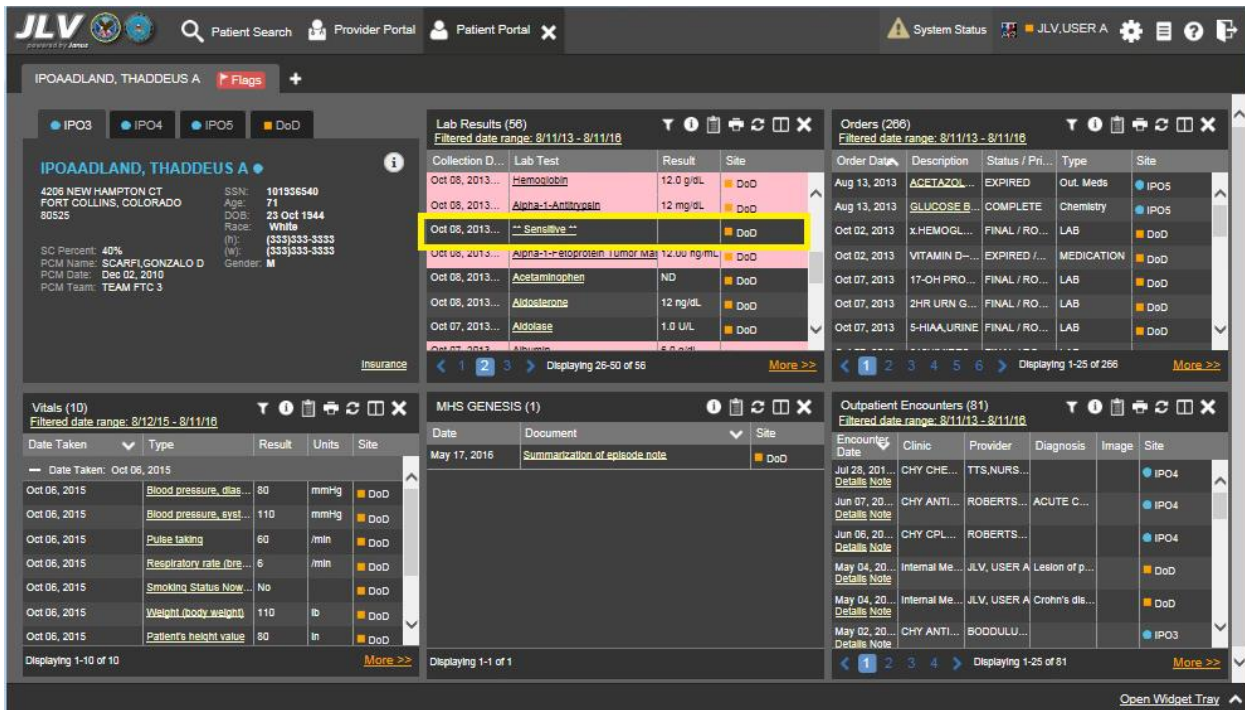 JLV
powered by Janus
Patient Search
Provider Portal
Patient Portal
System Status
JLV,USER A
IPOAADLAND, THADDEUS A
Flags
IPO3
IPO4
IPO5
DoD
IPOAADLAND, THADDEUS A
4206 NEW HAMPTON CT
FORT COLLINS, COLORADO
80525
SSN: 101936540
Age: 71
DOB: 23 Oct 1944
Race: White
(h): (333)333-3333
(w): (333)333-3333
Gender: M
SC Percent: 40%
PCM Name: SCARFI,GONZALO D
PCM Date: Dec 02, 2010
PCM Team: TEAM FTC 3
Insurance
Lab Results (56)
Filtered date range: 8/11/13 - 8/11/16
Collection D... Lab Test Result Site
Oct 08, 2013... Hemoglobin 12.0 g/dL DoD
Oct 08, 2013... Alpha-1-Antitrypsin 12 mg/dL DoD
Oct 08, 2013... ^^ Sensitive ^^ DoD
Oct 08, 2013... Alpha-1-Fetoprotein Tumor Mar 12.00 ng/mL DoD
Oct 08, 2013... Acetaminophen ND DoD
Oct 08, 2013... Aldosterone 12 ng/dL DoD
Oct 07, 2013... Aldolase 1.0 U/L DoD
Oct 07, 2013... Albumin 5.0 g/dL
1 2 3 Displaying 26-50 of 56 More >>
Orders (266)
Filtered date range: 8/11/13 - 8/11/16
Order Date Description Status / Pri... Type Site
Aug 13, 2013 ACETAZOL... EXPIRED Out. Meds IPO5
Aug 13, 2013 GLUCOSE B... COMPLETE Chemistry IPO5
Oct 02, 2013 x.HEMOGL... FINAL / RO... LAB DoD
Oct 02, 2013 VITAMIN D--... EXPIRED /... MEDICATION DoD
Oct 07, 2013 17-OH PRO... FINAL / RO... LAB DoD
Oct 07, 2013 2HR URN G... FINAL / RO... LAB DoD
Oct 07, 2013 5-HIAA,URINE FINAL / RO... LAB DoD
1 2 3 4 5 6 Displaying 1-25 of 266 More >>
Vitals (10)
Filtered date range: 8/12/15 - 8/11/16
Date Taken Type Result Units Site
Date Taken: Oct 06, 2015
Oct 06, 2015 Blood pressure, dias... 80 mmHg DoD
Oct 06, 2015 Blood pressure, syst... 110 mmHg DoD
Oct 06, 2015 Pulse taking 60 /min DoD
Oct 06, 2015 Respiratory rate (bre... 6 /min DoD
Oct 06, 2015 Smoking Status Now... No DoD
Oct 06, 2015 Weight (body weight) 110 lb DoD
Oct 06, 2015 Patient's height value 80 in DoD
Displaying 1-10 of 10 More >>
MHS GENESIS (1)
Date Document Site
May 17, 2016 Summarization of episode note DoD
Displaying 1-1 of 1
Outpatient Encounters (81)
Filtered date range: 8/11/13 - 8/11/16
Encounter Date Clinic Provider Diagnosis Image Site
Jul 28, 201... CHY CHE... TTS,NURS... IPO4
Details Note
Jun 07, 20... CHY ANTI... ROBERTS... ACUTE C... IPO4
Details Note
Jun 06, 20... CHY CPL... ROBERTS... IPO4
Details Note
May 04, 20... Internal Me... JLV, USER A Lesion of p... DoD
Details Note
May 04, 20... Internal Me... JLV, USER A Crohn's dis... DoD
Details Note
May 02, 20... CHY ANTI... BODDULU... IPO3
Details Note
1 2 3 4 Displaying 1-25 of 81 More >>
Open Widget Tray